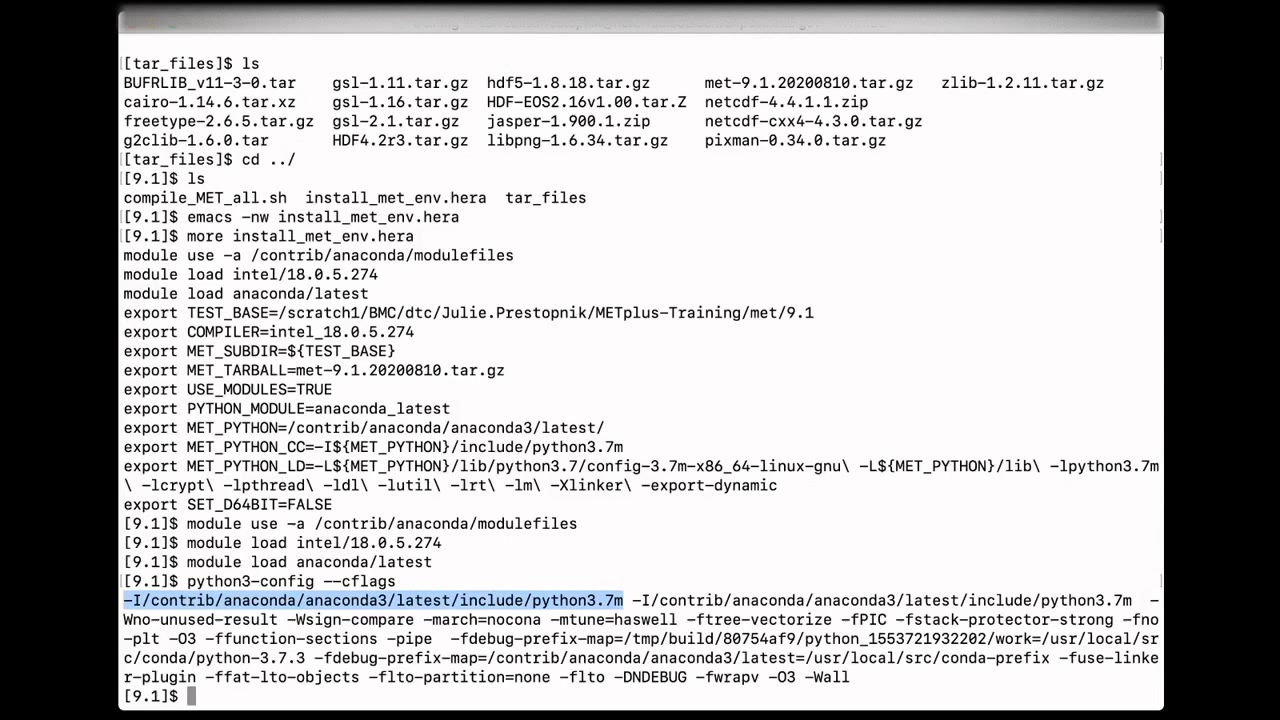 [tar_files]$ ls
BUFRLIB_v11-3-0.tar gsl-1.11.tar.gz hdf5-1.8.18.tar.gz met-9.1.20200810.tar.gz zlib-1.2.11.tar.gz
cairo-1.14.6.tar.xz gsl-1.16.tar.gz HDF-EOS2.16v1.00.tar.Z netcdf-4.4.1.1.zip
freetype-2.6.5.tar.gz gsl-2.1.tar.gz jasper-1.900.1.zip netcdf-cxx4-4.3.0.tar.gz
g2clib-1.6.0.tar HDF4.2r3.tar.gz libpng-1.6.34.tar.gz pixman-0.34.0.tar.gz
[tar_files]$ cd ../
[9.1]$ ls
compile_MET_all.sh install_met_env.hera tar_files
[9.1]$ emacs -nw install_met_env.hera
[9.1]$ more install_met_env.hera
module use -a /contrib/anaconda/modulefiles
module load intel/18.0.5.274
module load anaconda/latest
export TEST_BASE=/scratch1/BMC/dtc/Julie.Prestopnik/METplus-Training/met/9.1
export COMPILER=intel_18.0.5.274
export MET_SUBDIR=${TEST_BASE}
export MET_TARBALL=met-9.1.20200810.tar.gz
export USE_MODULES=TRUE
export PYTHON_MODULE=anaconda_latest
export MET_PYTHON=/contrib/anaconda/anaconda3/latest/
export MET_PYTHON_CC=-I${MET_PYTHON}/include/python3.7m
export MET_PYTHON_LD=-L${MET_PYTHON}/lib/python3.7/config-3.7m-x86_64-linux-gnu\ -L${MET_PYTHON}/lib\ -lpython3.7m
\ -lcrypt\ -lpthread\ -ldl\ -lutil\ -lrt\ -lm\ -Xlinker\ -export-dynamic
export SET_D64BIT=FALSE
[9.1]$ module use -a /contrib/anaconda/modulefiles
[9.1]$ module load intel/18.0.5.274
[9.1]$ module load anaconda/latest
[9.1]$ python3-config --cflags
-I/contrib/anaconda/anaconda3/latest/include/python3.7m -I/contrib/anaconda/anaconda3/latest/include/python3.7m -
Wno-unused-result -Wsign-compare -march=nocona -mtune=haswell -ftree-vectorize -fPIC -fstack-protector-strong -fno
-plt -O3 -ffunction-sections -pipe -fdebug-prefix-map=/tmp/build/80754af9/python_1553721932202/work=/usr/local/sr
c/conda/python-3.7.3 -fdebug-prefix-map=/contrib/anaconda/anaconda3/latest=/usr/local/src/conda-prefix -fuse-linke
r-plugin -ffat-lto-objects -flto-partition=none -flto -DNDEBUG -fwrapv -O3 -Wall
[9.1]$